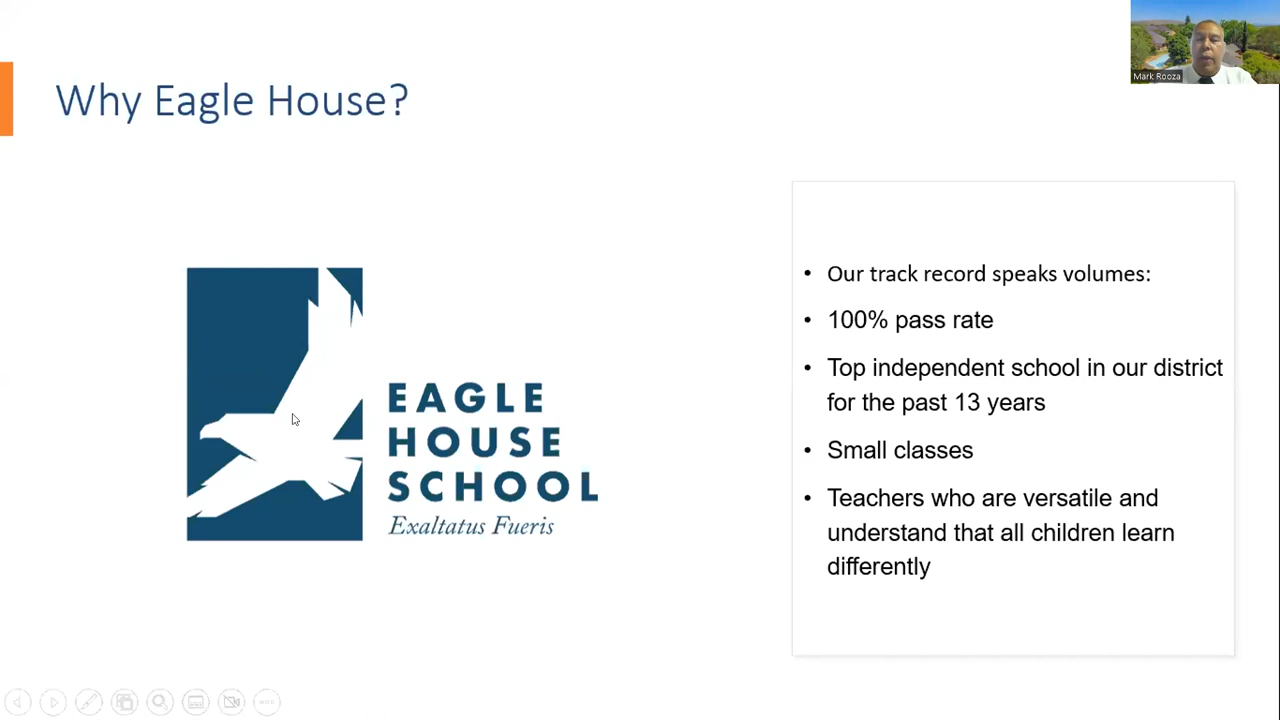 Mark Rooza
Why Eagle House?
EAGLE
HOUSE
SCHOOL
Exaltatus Fueris
• Our track record speaks volumes:
• 100% pass rate
• Top independent school in our district
for the past 13 years
• Small classes
• Teachers who are versatile and
understand that all children learn
differently